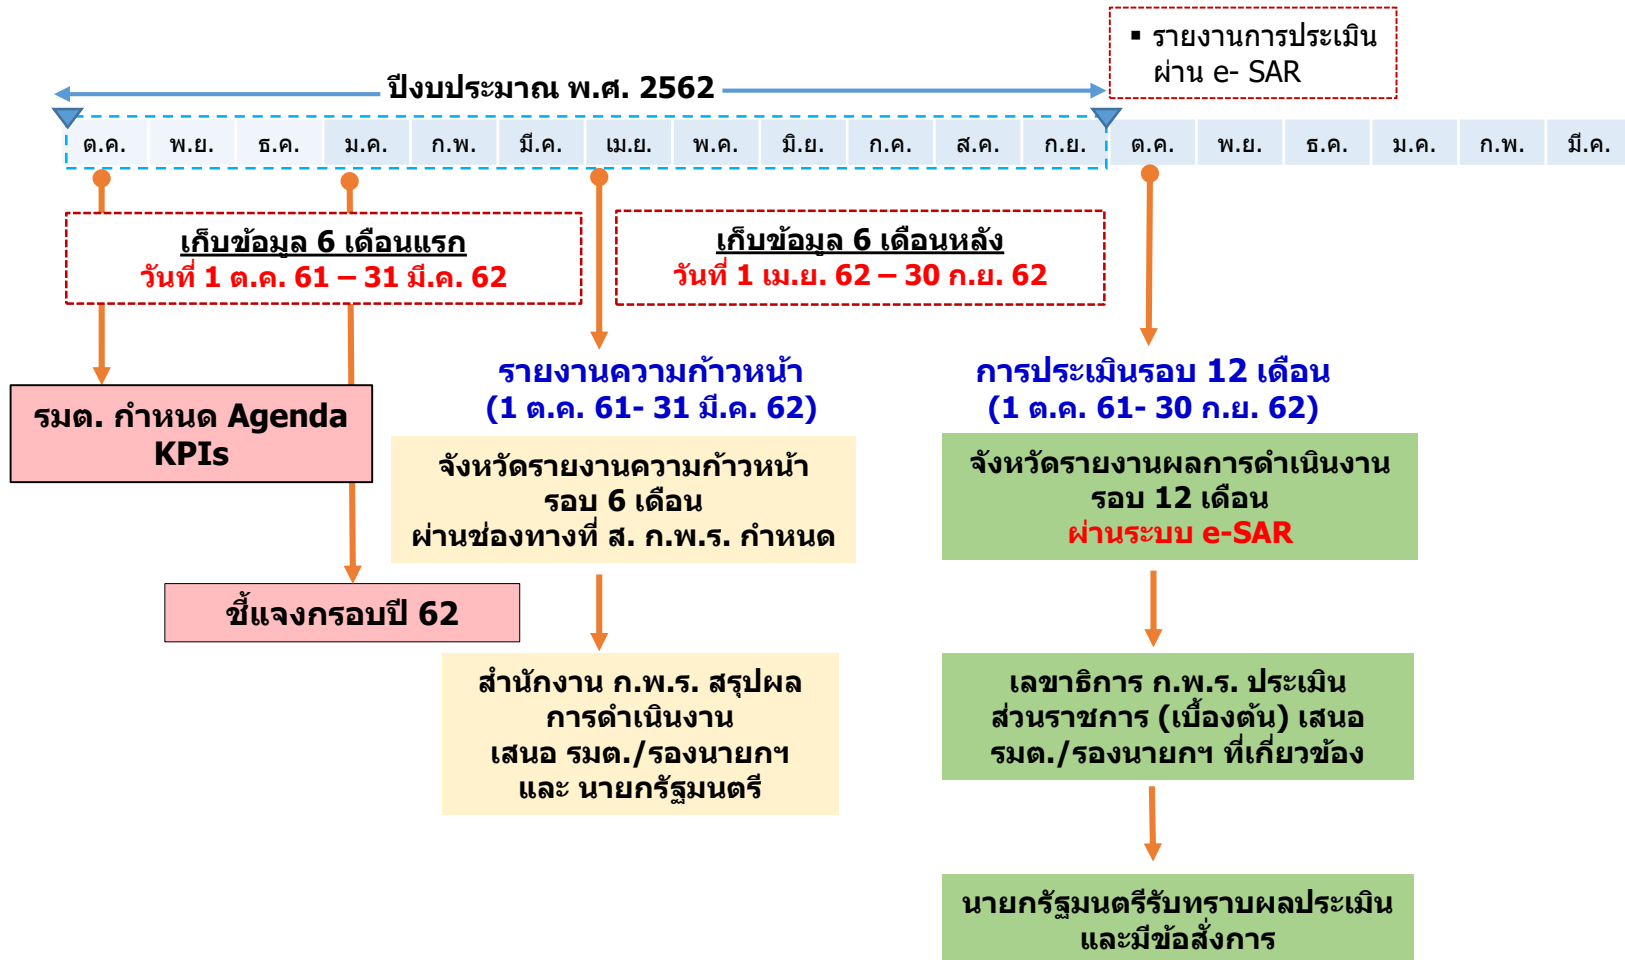 ▪ รายงานการประเมิน
ผ่าน e- SAR
ปีงบประมาณ พ.ศ. 2562
ต.ค. พ.ย. ธ.ค. ม.ค. ก.พ. มี.ค. เม.ย. พ.ค. มิ.ย. ก.ค. ส.ค. ก.ย. ต.ค. พ.ย. ธ.ค. ม.ค. ก.พ. มี.ค.
เก็บข้อมูล 6 เดือนแรก
วันที่ 1 ต.ค. 61 – 31 มี.ค. 62
เก็บข้อมูล 6 เดือนหลัง
วันที่ 1 เม.ย. 62 – 30 ก.ย. 62
รมต. กำหนด Agenda
KPIs
ชี้แจงกรอบปี 62
รายงานความก้าวหน้า
(1 ต.ค. 61- 31 มี.ค. 62)
จังหวัดรายงานความก้าวหน้า
รอบ 6 เดือน
ผ่านช่องทางที่ ส. ก.พ.ร. กำหนด
สำนักงาน ก.พ.ร. สรุปผล
การดำเนินงาน
เสนอ รมต./รองนายกฯ
และ นายกรัฐมนตรี
การประเมินรอบ 12 เดือน
(1 ต.ค. 61- 30 ก.ย. 62)
จังหวัดรายงานผลการดำเนินงาน
รอบ 12 เดือน
ผ่านระบบ e-SAR
เลขาธิการ ก.พ.ร. ประเมิน
ส่วนราชการ (เบื้องต้น) เสนอ
รมต./รองนายกฯ ที่เกี่ยวข้อง
นายกรัฐมนตรีรับทราบผลประเมิน
และมีข้อสั่งการ